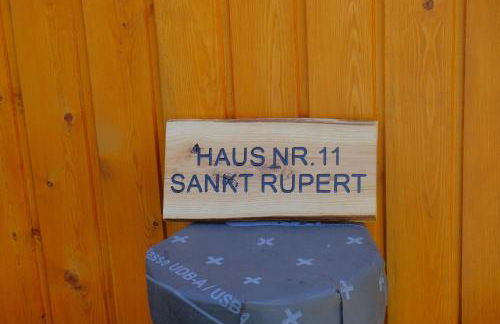 HAUS NR. 11
SANKT RUPERT
UDB-A / USB